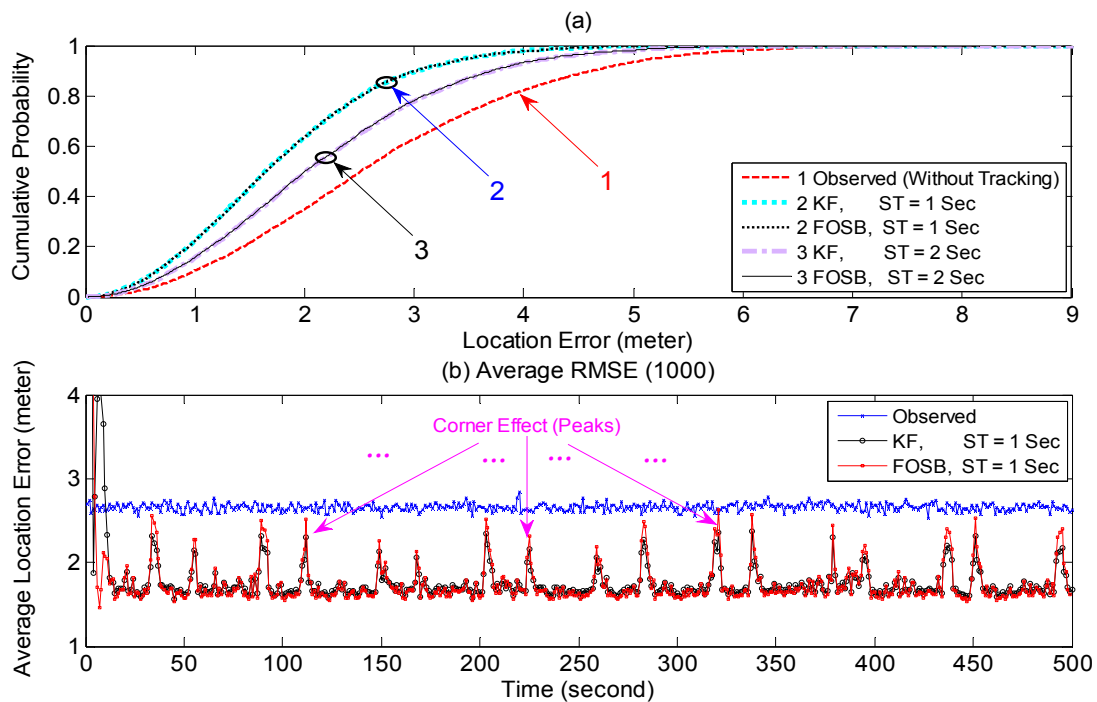 (a)
Cumulative Probability
1
0.8
0.6
0.4
0.2
0
0 1 2 3 4 5 6 7 8 9
Location Error (meter)
2
3
1
1 Observed (Without Tracking)
2 KF, ST = 1 Sec
2 FOSB, ST = 1 Sec
3 KF, ST = 2 Sec
3 FOSB, ST = 2 Sec
(b) Average RMSE (1000)
Average Location Error (meter)
4
3
2
1
0 50 100 150 200 250 300 350 400 450 500
Time (second)
Corner Effect (Peaks)
... ... ... ...
Observed
KF, ST = 1 Sec
FOSB, ST = 1 Sec